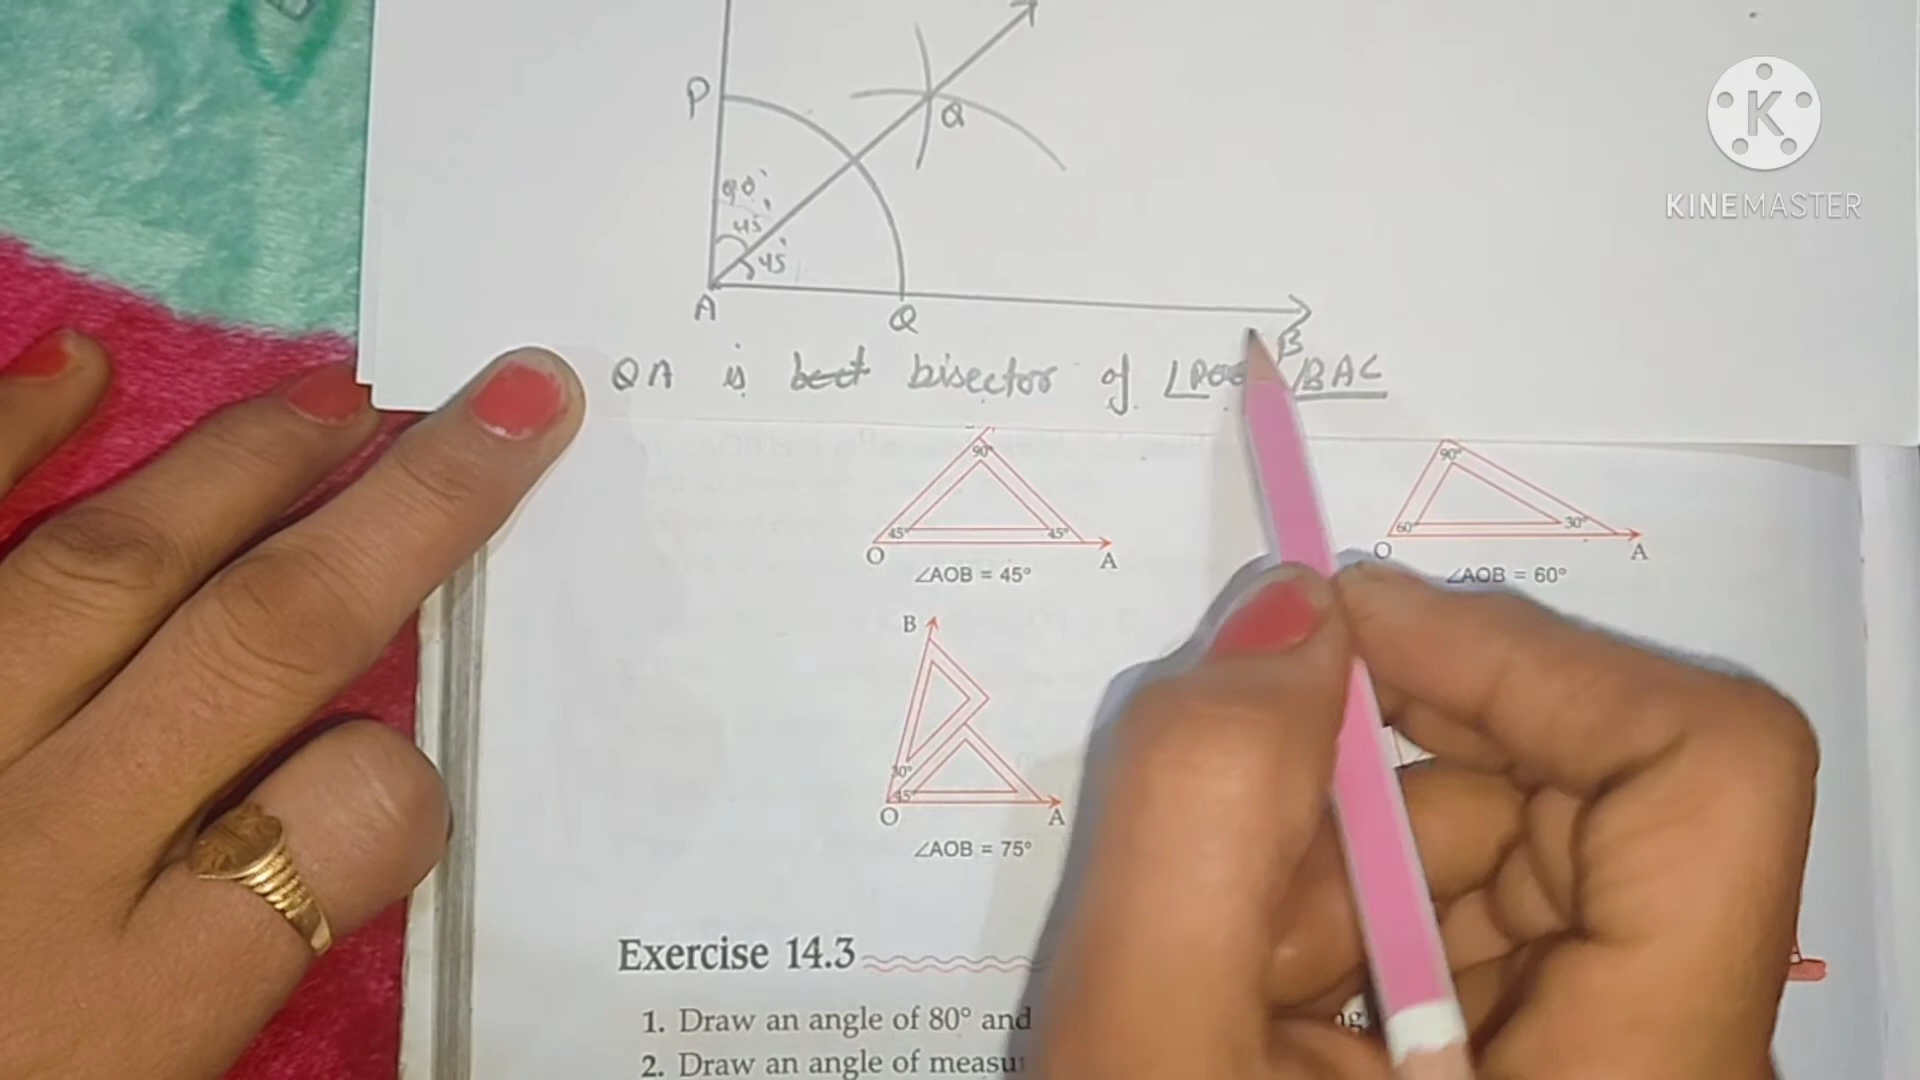 P
Q
90°
45°
45°
A
Q
B
QA is bect bisector of ∠POQ BAC
K
KINEMASTER
90°
45°
45°
O
A
∠AOB = 45°
90°
60°
30°
O
A
∠AOB = 60°
B
30°
45°
O
A
∠AOB = 75°
Exercise 14.3
1. Draw an angle of 80° and
2. Draw an angle of